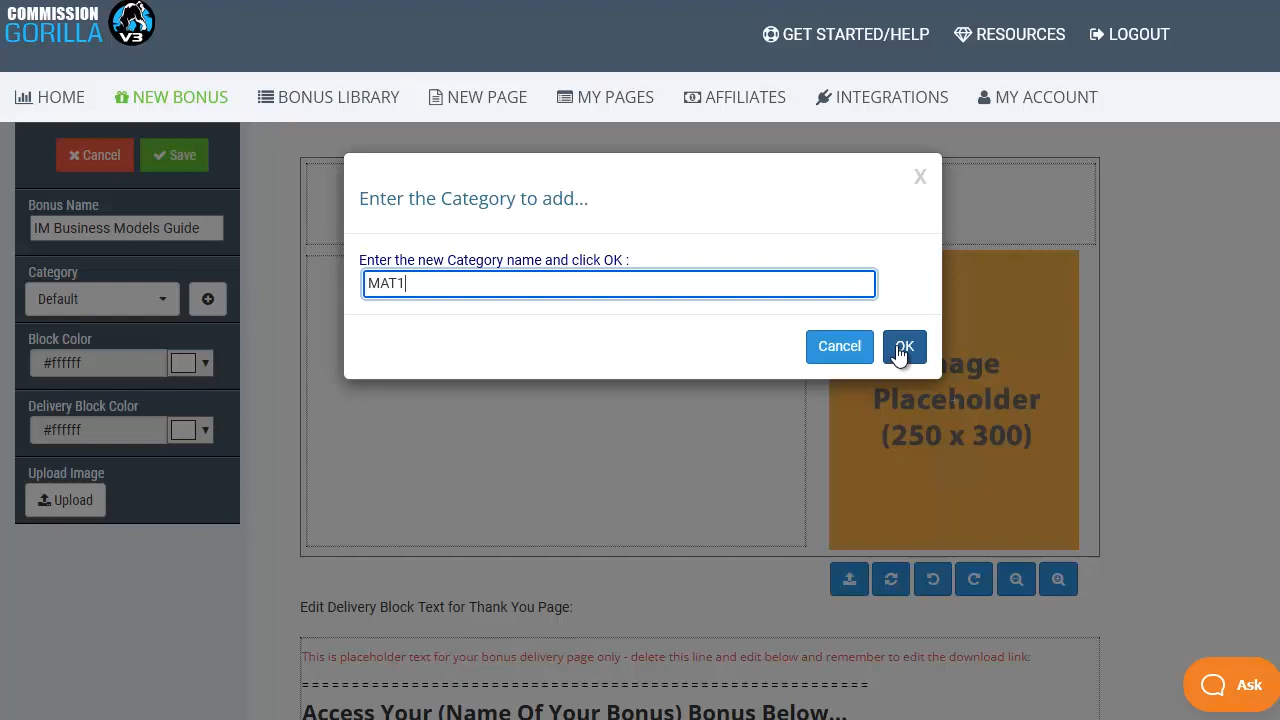 COMMISSION
GORILLA
V3
GET STARTED/HELP RESOURCES LOGOUT
HOME NEW BONUS BONUS LIBRARY NEW PAGE MY PAGES AFFILIATES INTEGRATIONS MY ACCOUNT
Cancel Save
Bonus Name
IM Business Models Guide
Category
Default
Block Color
#ffffff
Delivery Block Color
#ffffff
Upload Image
Upload
X
Enter the Category to add...
Enter the new Category name and click OK :
MAT1
Cancel OK
Placeholder
(250 x 300)
Edit Delivery Block Text for Thank You Page:
This is placeholder text for your bonus delivery page only - delete this line and edit below and remember to edit the download link:
Access Your (Name Of Your Bonus) Bonus Below...
Ask